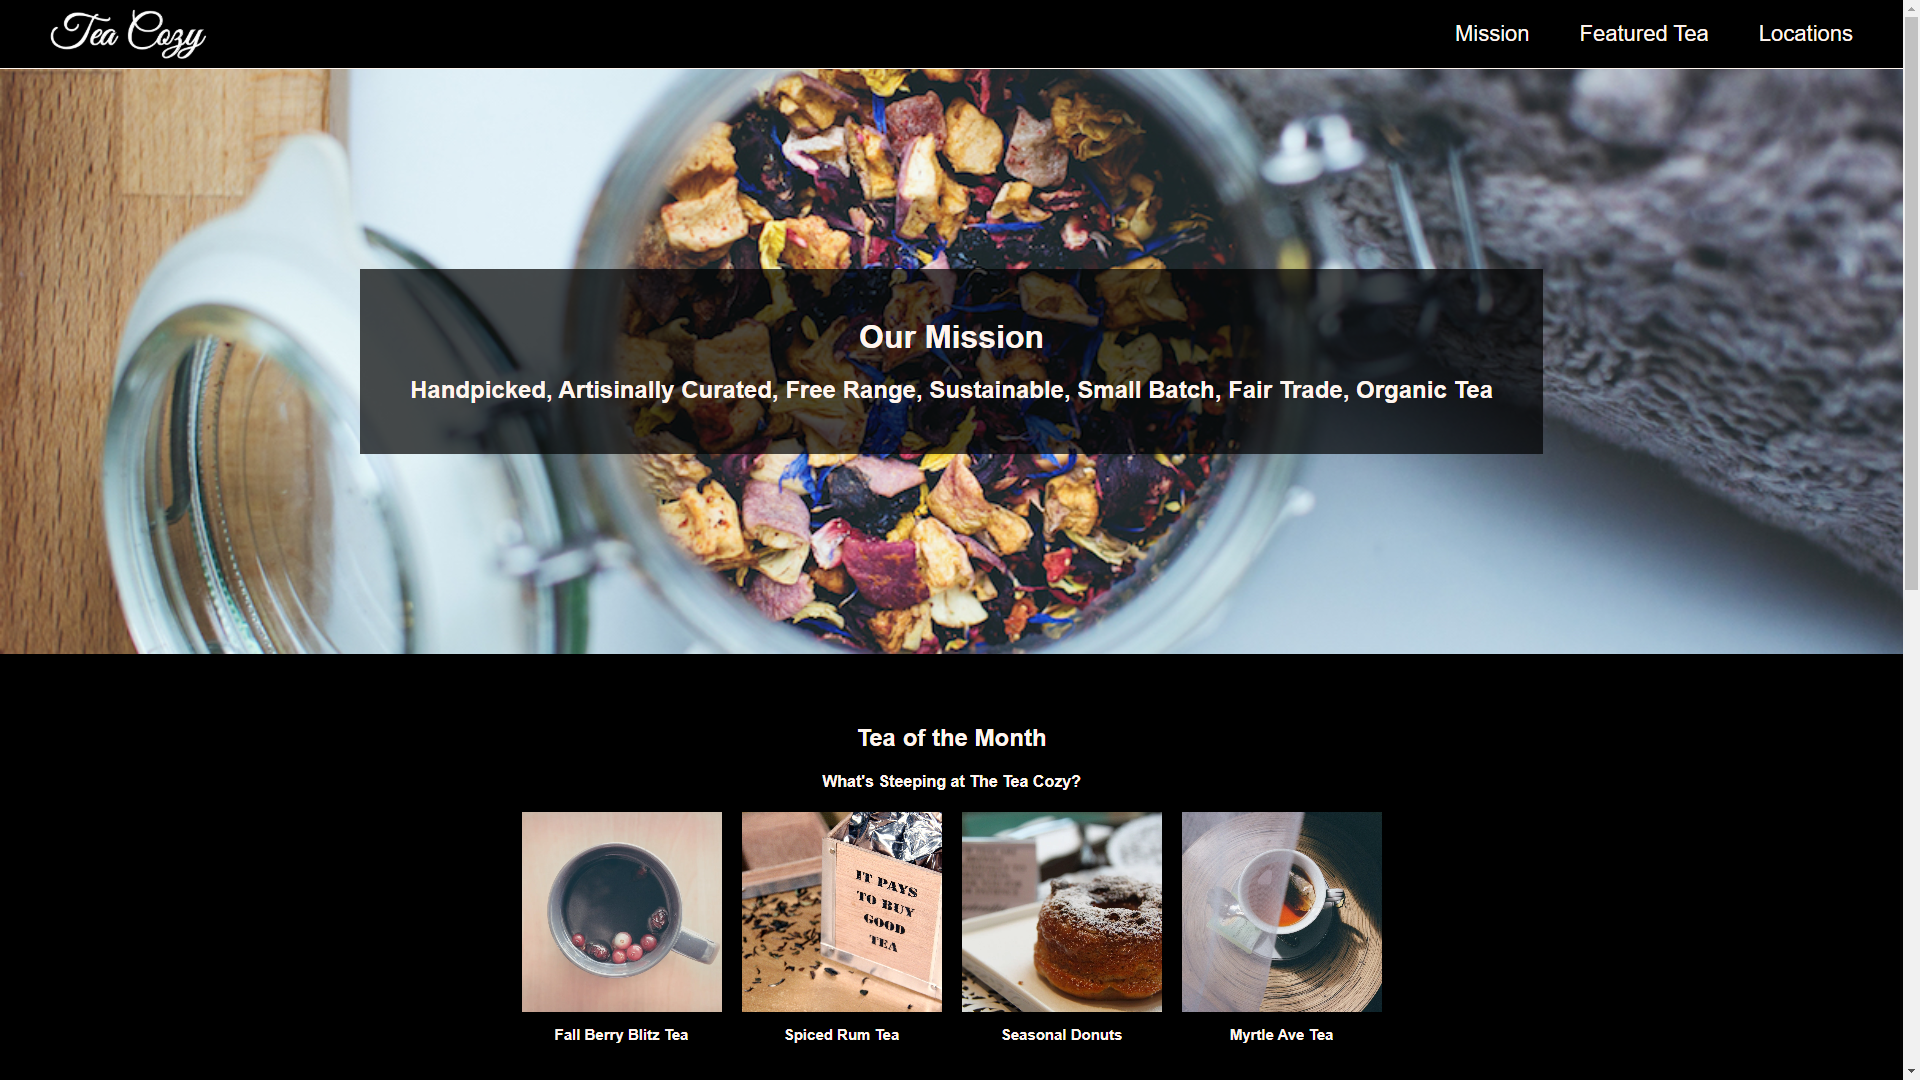 Tea Cozy
Mission
Featured Tea
Locations
Our Mission
Handpicked, Artisinally Curated, Free Range, Sustainable, Small Batch, Fair Trade, Organic Tea
Tea of the Month
What's Steeping at The Tea Cozy?
IT PAYS
TO BUY
GOOD
TEA
Fall Berry Blitz Tea
Spiced Rum Tea
Seasonal Donuts
Myrtle Ave Tea